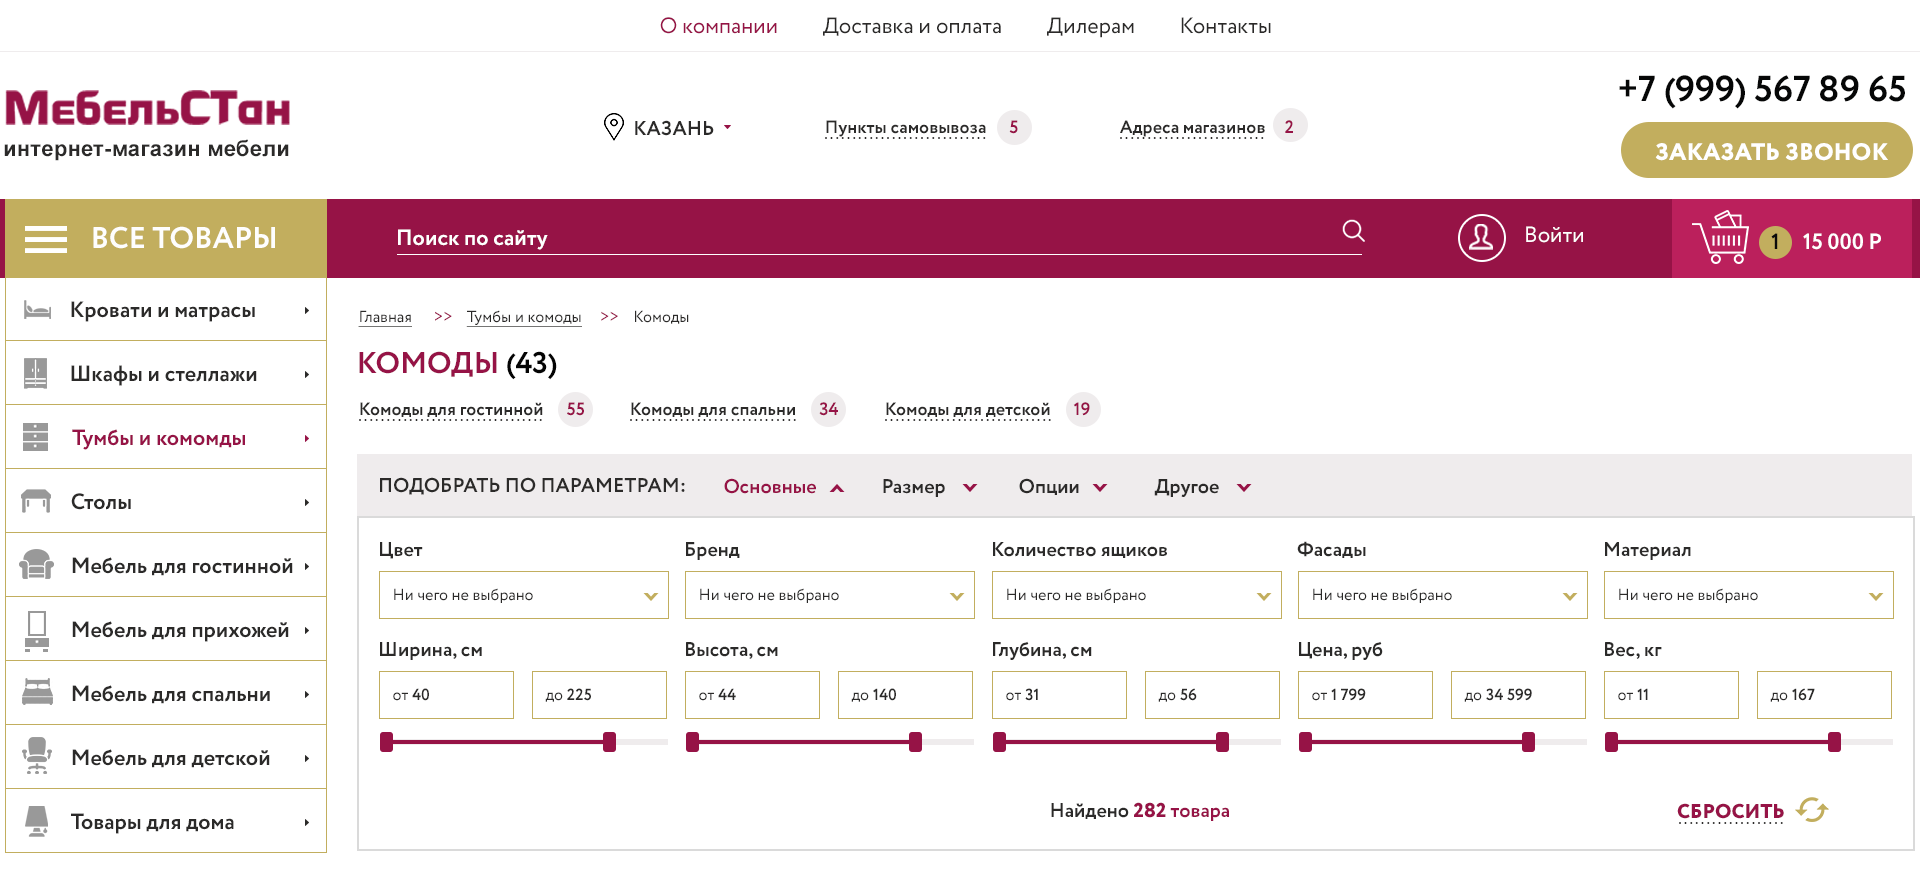 О компании Доставка и оплата Дилерам Контакты
МебельСТан
интернет-магазин мебели
КАЗАНЬ
Пункты самовывоза 5
Адреса магазинов 2
+7 (999) 567 89 65
ЗАКАЗАТЬ ЗВОНОК
ВСЕ ТОВАРЫ
Поиск по сайту
Войти
1 15 000 Р
Кровати и матрасы
Шкафы и стеллажи
Тумбы и комомды
Столы
Мебель для гостинной
Мебель для прихожей
Мебель для спальни
Мебель для детской
Товары для дома
Главная >> Тумбы и комоды >> Комоды
КОМОДЫ (43)
Комоды для гостинной 55 Комоды для спальни 34 Комоды для детской 19
ПОДОБРАТЬ ПО ПАРАМЕТРАМ: Основные Размер Опции Другое
Цвет Бренд Количество ящиков Фасады Материал
Ни чего не выбрано Ни чего не выбрано Ни чего не выбрано Ни чего не выбрано Ни чего не выбрано
Ширина, см Высота, см Глубина, см Цена, руб Вес, кг
от 40 до 225 от 44 до 140 от 31 до 56 от 1 799 до 34 599 от 11 до 167
Найдено 282 товара
СБРОСИТЬ